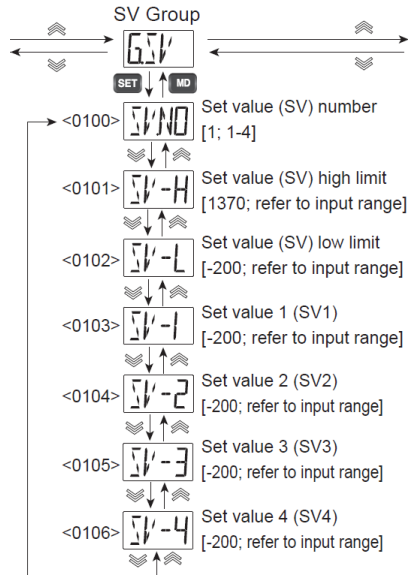 SV Group
G.SV
SET MD
<0100> SVNO Set value (SV) number
[1; 1-4]
<0101> SV-H Set value (SV) high limit
[1370; refer to input range]
<0102> SV-L Set value (SV) low limit
[-200; refer to input range]
<0103> SV-1 Set value 1 (SV1)
[-200; refer to input range]
<0104> SV-2 Set value 2 (SV2)
[-200; refer to input range]
<0105> SV-3 Set value 3 (SV3)
[-200; refer to input range]
<0106> SV-4 Set value 4 (SV4)
[-200; refer to input range]